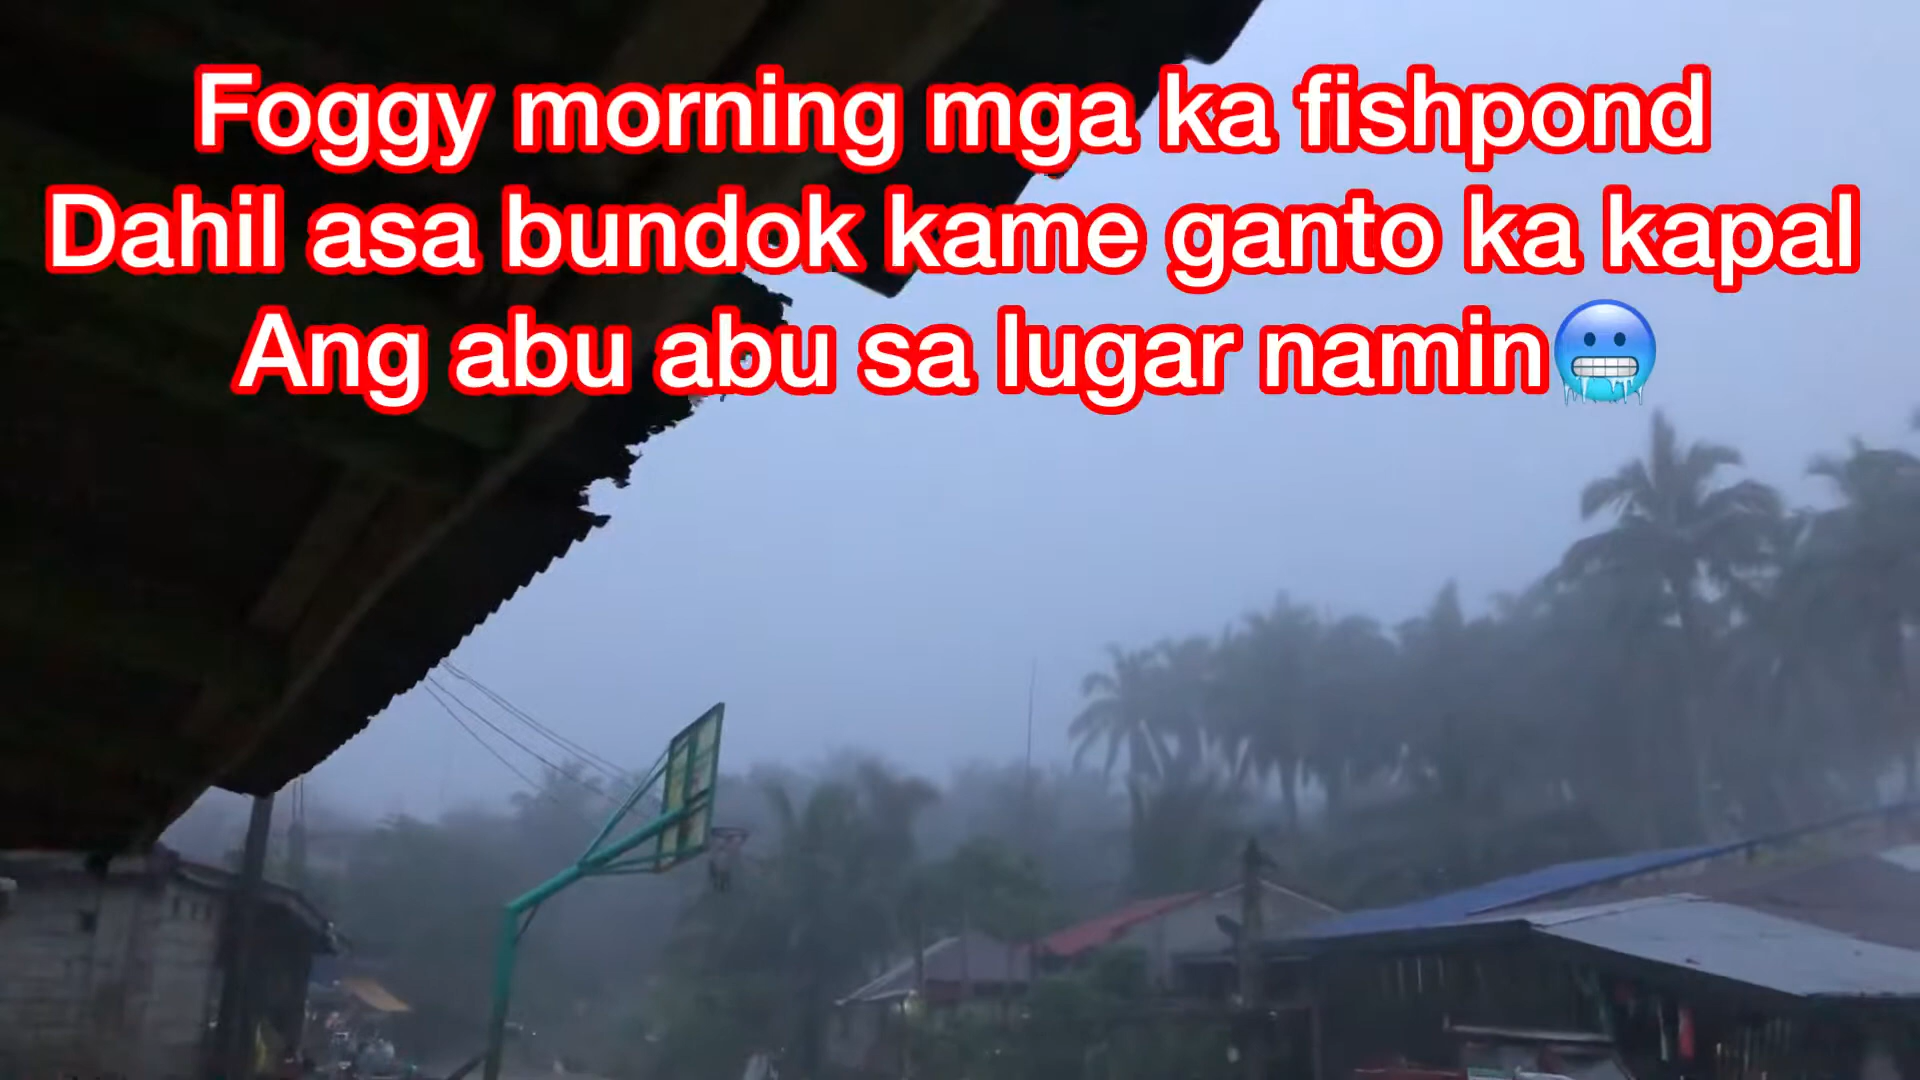 Foggy morning mga ka fishpond
Dahil asa bundok kame ganto ka kapal
Ang abu abu sa lugar namin🥶